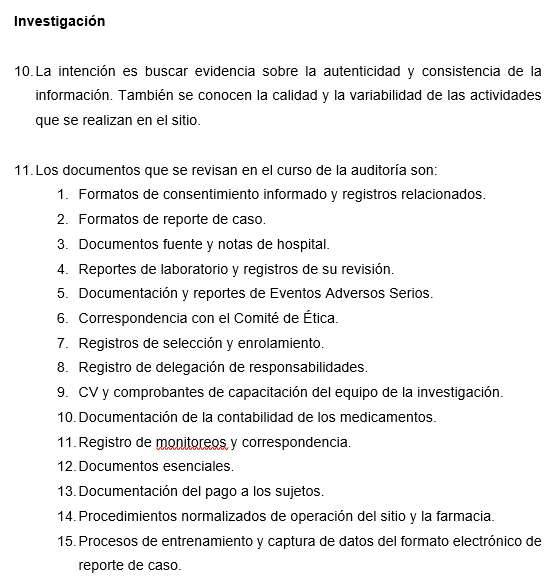 Investigación
10. La intención es buscar evidencia sobre la autenticidad y consistencia de la
información. También se conocen la calidad y la variabilidad de las actividades
que se realizan en el sitio.
11. Los documentos que se revisan en el curso de la auditoría son:
1. Formatos de consentimiento informado y registros relacionados.
2. Formatos de reporte de caso.
3. Documentos fuente y notas de hospital.
4. Reportes de laboratorio y registros de su revisión.
5. Documentación y reportes de Eventos Adversos Serios.
6. Correspondencia con el Comité de Ética.
7. Registros de selección y enrolamiento.
8. Registro de delegación de responsabilidades.
9. CV y comprobantes de capacitación del equipo de la investigación.
10. Documentación de la contabilidad de los medicamentos.
11. Registro de monitoreos y correspondencia.
12. Documentos esenciales.
13. Documentación del pago a los sujetos.
14. Procedimientos normalizados de operación del sitio y la farmacia.
15. Procesos de entrenamiento y captura de datos del formato electrónico de
reporte de caso.